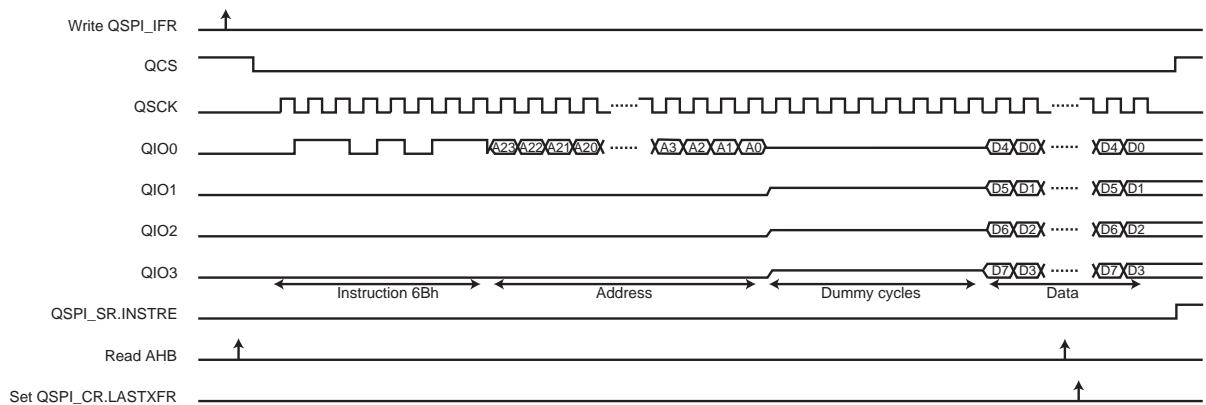 Write QSPI_IFR
QCS
QSCK
QIO0 A23 A22 A21 A20 A3 A2 A1 A0 D4 D0 D4 D0
QIO1 D5 D1 D5 D1
QIO2 D6 D2 D6 D2
QIO3 D7 D3 D7 D3
Instruction 6Bh Address Dummy cycles Data
QSPI_SR.INSTRE
Read AHB
Set QSPI_CR.LASTXFR